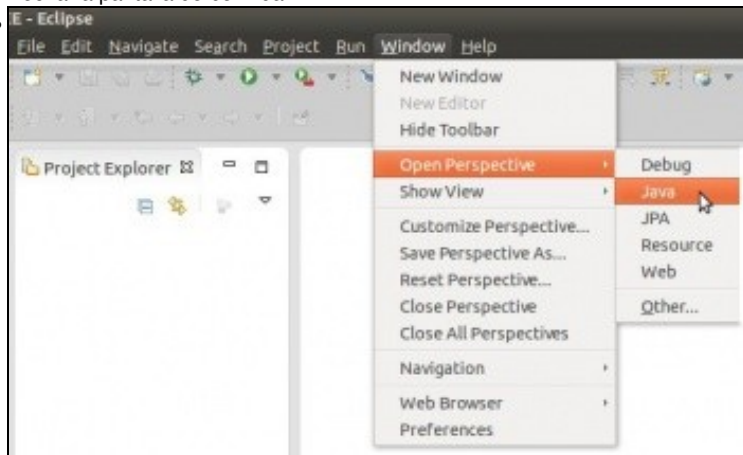 E - Eclipse
File Edit Navigate Search Project Run Window Help
New Window
New Editor
Hide Toolbar
Project Explorer
Open Perspective
Debug
Show View
Java
JPA
Customize Perspective...
Resource
Save Perspective As...
Web
Reset Perspective...
Close Perspective
Other...
Close All Perspectives
Navigation
Web Browser
Preferences